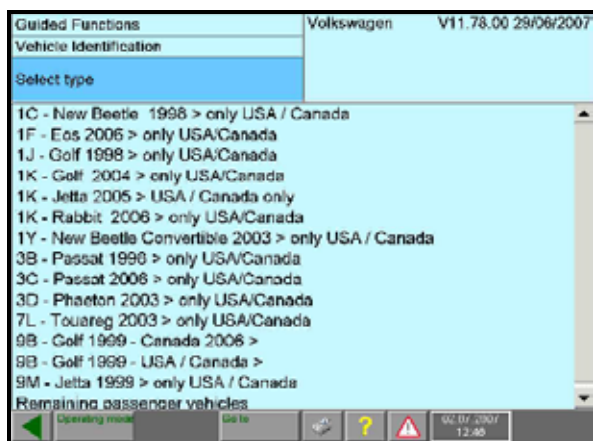 Guided Functions
Volkswagen V11.78.00 29/06/2007
Vehicle Identification
Select type
1C - New Beetle 1998 > only USA / Canada
1F - Eos 2006 > only USA/Canada
1J - Golf 1998 > only USA/Canada
1K - Golf 2004 > only USA/Canada
1K - Jetta 2005 > USA / Canada only
1K - Rabbit 2006 > only USA/Canada
1Y - New Beetle Convertible 2003 > only USA / Canada
3B - Passat 1996 > only USA/Canada
3C - Passat 2006 > only USA/Canada
3D - Phaeton 2003 > only USA/Canada
7L - Touareg 2003 > only USA/Canada
9B - Golf 1999 - Canada 2006 >
9B - Golf 1999 - USA / Canada >
9M - Jetta 1999 > only USA / Canada
Remaining passenger vehicles
Operating mode
Go to
?
02.07.2007
12:46